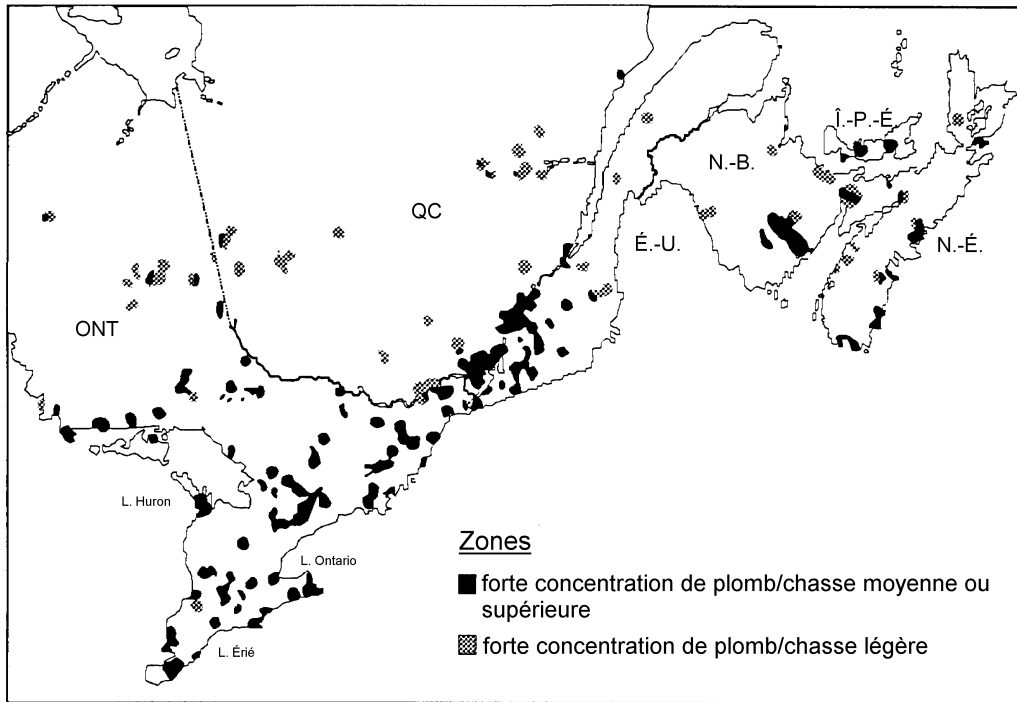 Î.-P.-É.
N.-B.
QC
É.-U.
N.-É.
ONT
L. Huron
L. Ontario
L. Érié
Zones
forte concentration de plomb/chasse moyenne ou
supérieure
forte concentration de plomb/chasse légère